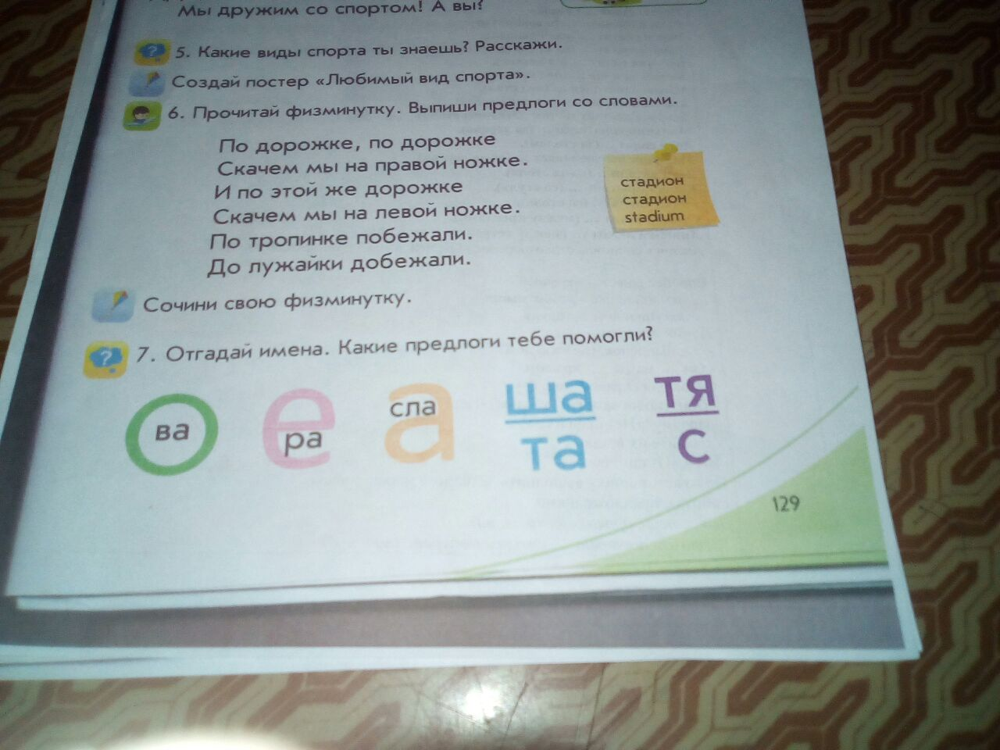 Мы дружим со спортом! А вы?
5. Какие виды спорта ты знаешь? Расскажи.
Создай постер «Любимый вид спорта».
6. Прочитай физминутку. Выпиши предлоги со словами.
По дорожке, по дорожке
Скачем мы на правой ножке.
И по этой же дорожке
Скачем мы на левой ножке.
По тропинке побежали.
До лужайки добежали.
стадион
стадион
stadium
Сочини свою физминутку.
7. Отгадай имена. Какие предлоги тебе помогли?
о ва
е ра
а сла
ша
та
тя
с
129